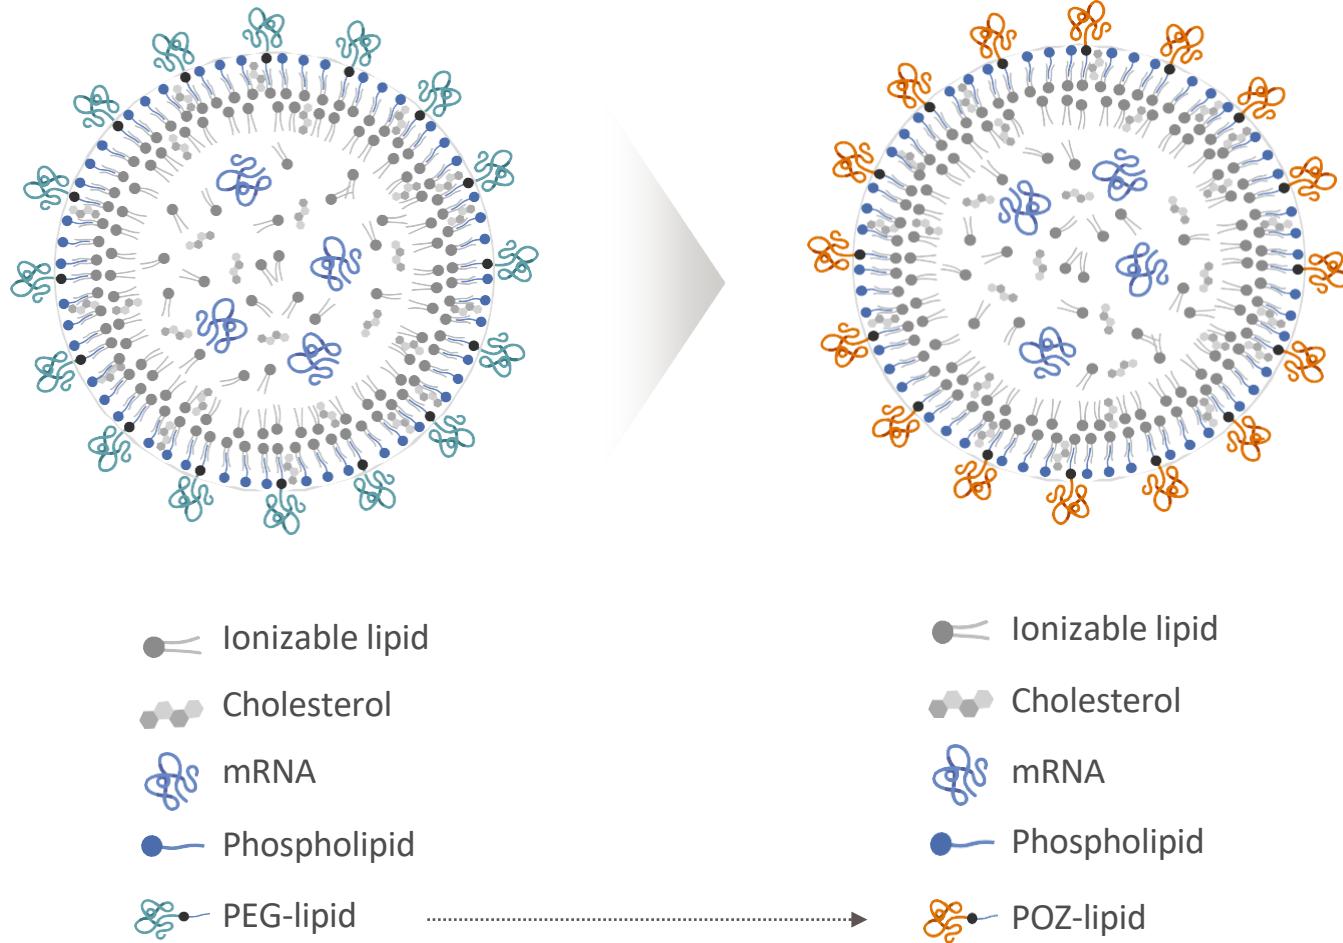 Ionizable lipid
Cholesterol
mRNA
Phospholipid
PEG-lipid
Ionizable lipid
Cholesterol
mRNA
Phospholipid
POZ-lipid